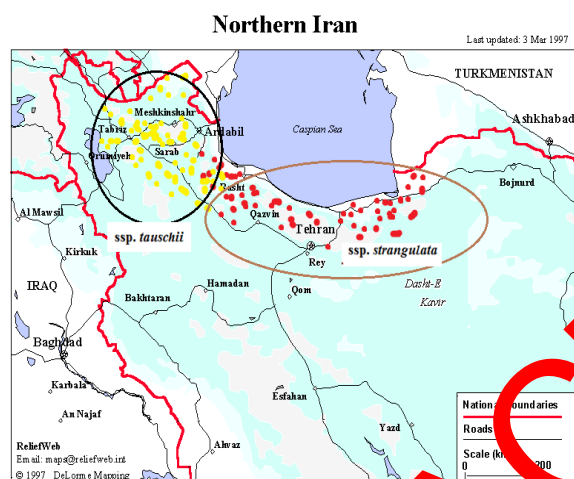 Northern Iran
Last updated: 3 Mar 1997
TURKMENISTAN
Ashkhabad
Meshkinshahr
Caspian Sea
Tabriz
Ardabil
Orumiyeh
Sarab
Bojnurd
Rasht
Al Mawsil
Qazvin
Tehran
ssp. tauschii
ssp. strangulata
Kirkuk
Rey
IRAQ
Hamadan
Qom
Dasht-E
Kavir
Bakhtaran
Baghdad
Karbala
Esfahan
National Boundaries
An Najaf
Yazd
Roads
ReliefWeb
Ahvaz
Scale (km)
Email: maps@reliefweb.int
0
200
© 1997 DeLorme Mapping